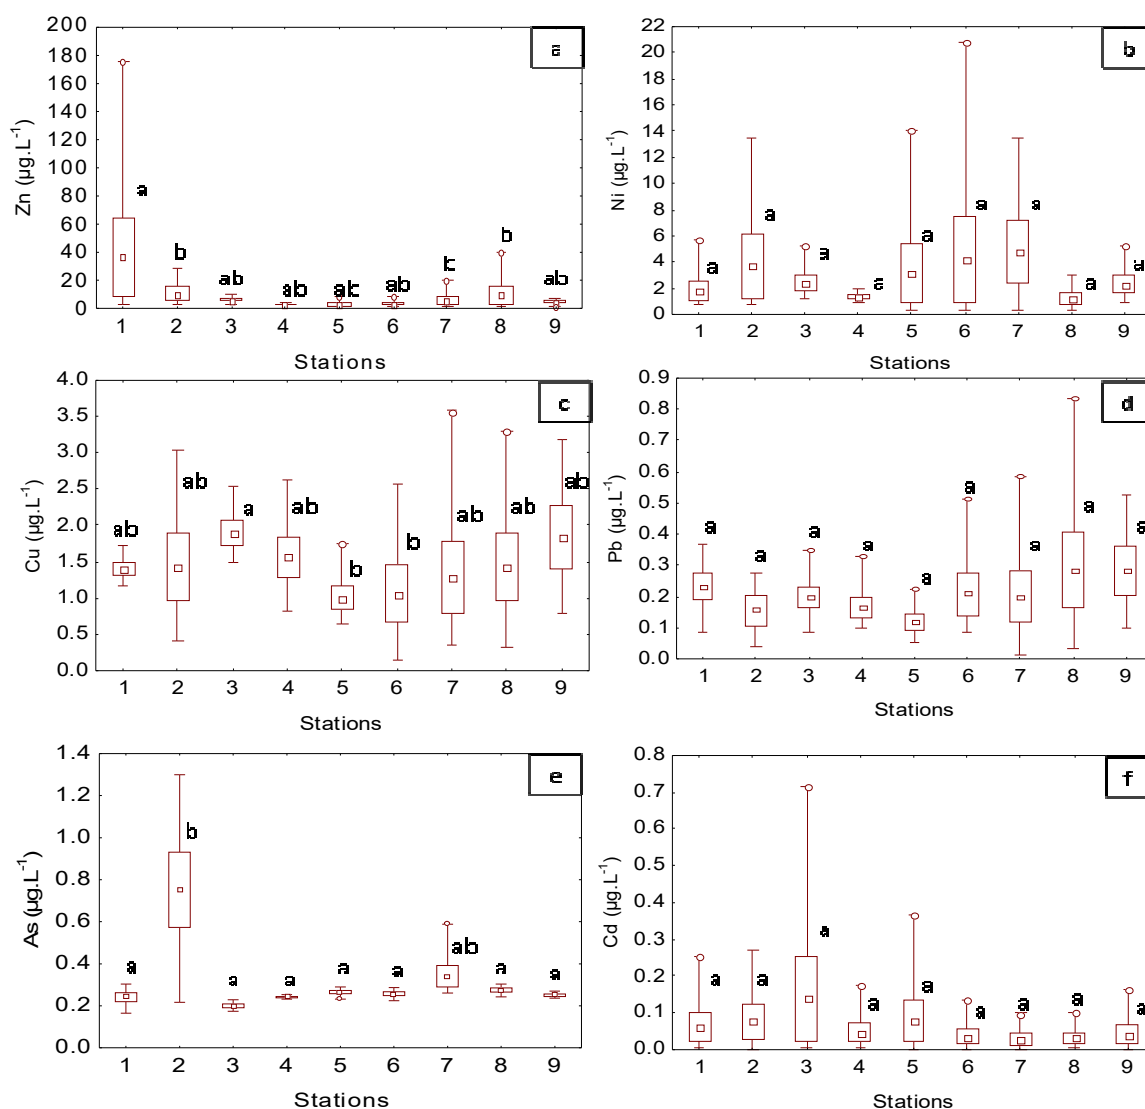 a
200
180
160
140
120
100
80
60
40
20
0
Zn (µg.L⁻¹)
a
b
ab
ab
ab
b
ab
1 2 3 4 5 6 7 8 9
Stations
b
22
20
18
16
14
12
10
8
6
4
2
0
Ni (µg.L⁻¹)
a
a
a
a
a
a
a
a
1 2 3 4 5 6 7 8 9
Stations
c
4.0
3.5
3.0
2.5
2.0
1.5
1.0
0.5
0.0
Cu (µg.L⁻¹)
ab
ab
a
ab
b
b
ab
ab
ab
1 2 3 4 5 6 7 8 9
Stations
d
0.9
0.8
0.7
0.6
0.5
0.4
0.3
0.2
0.1
0.0
Pb (µg.L⁻¹)
a
a
a
a
a
a
a
a
a
1 2 3 4 5 6 7 8 9
Stations
e
1.4
1.2
1.0
0.8
0.6
0.4
0.2
0.0
As (µg.L⁻¹)
a
b
a
a
a
a
ab
a
a
1 2 3 4 5 6 7 8 9
Stations
f
0.8
0.7
0.6
0.5
0.4
0.3
0.2
0.1
0.0
Cd (µg.L⁻¹)
a
a
a
a
a
a
a
a
a
1 2 3 4 5 6 7 8 9
Stations